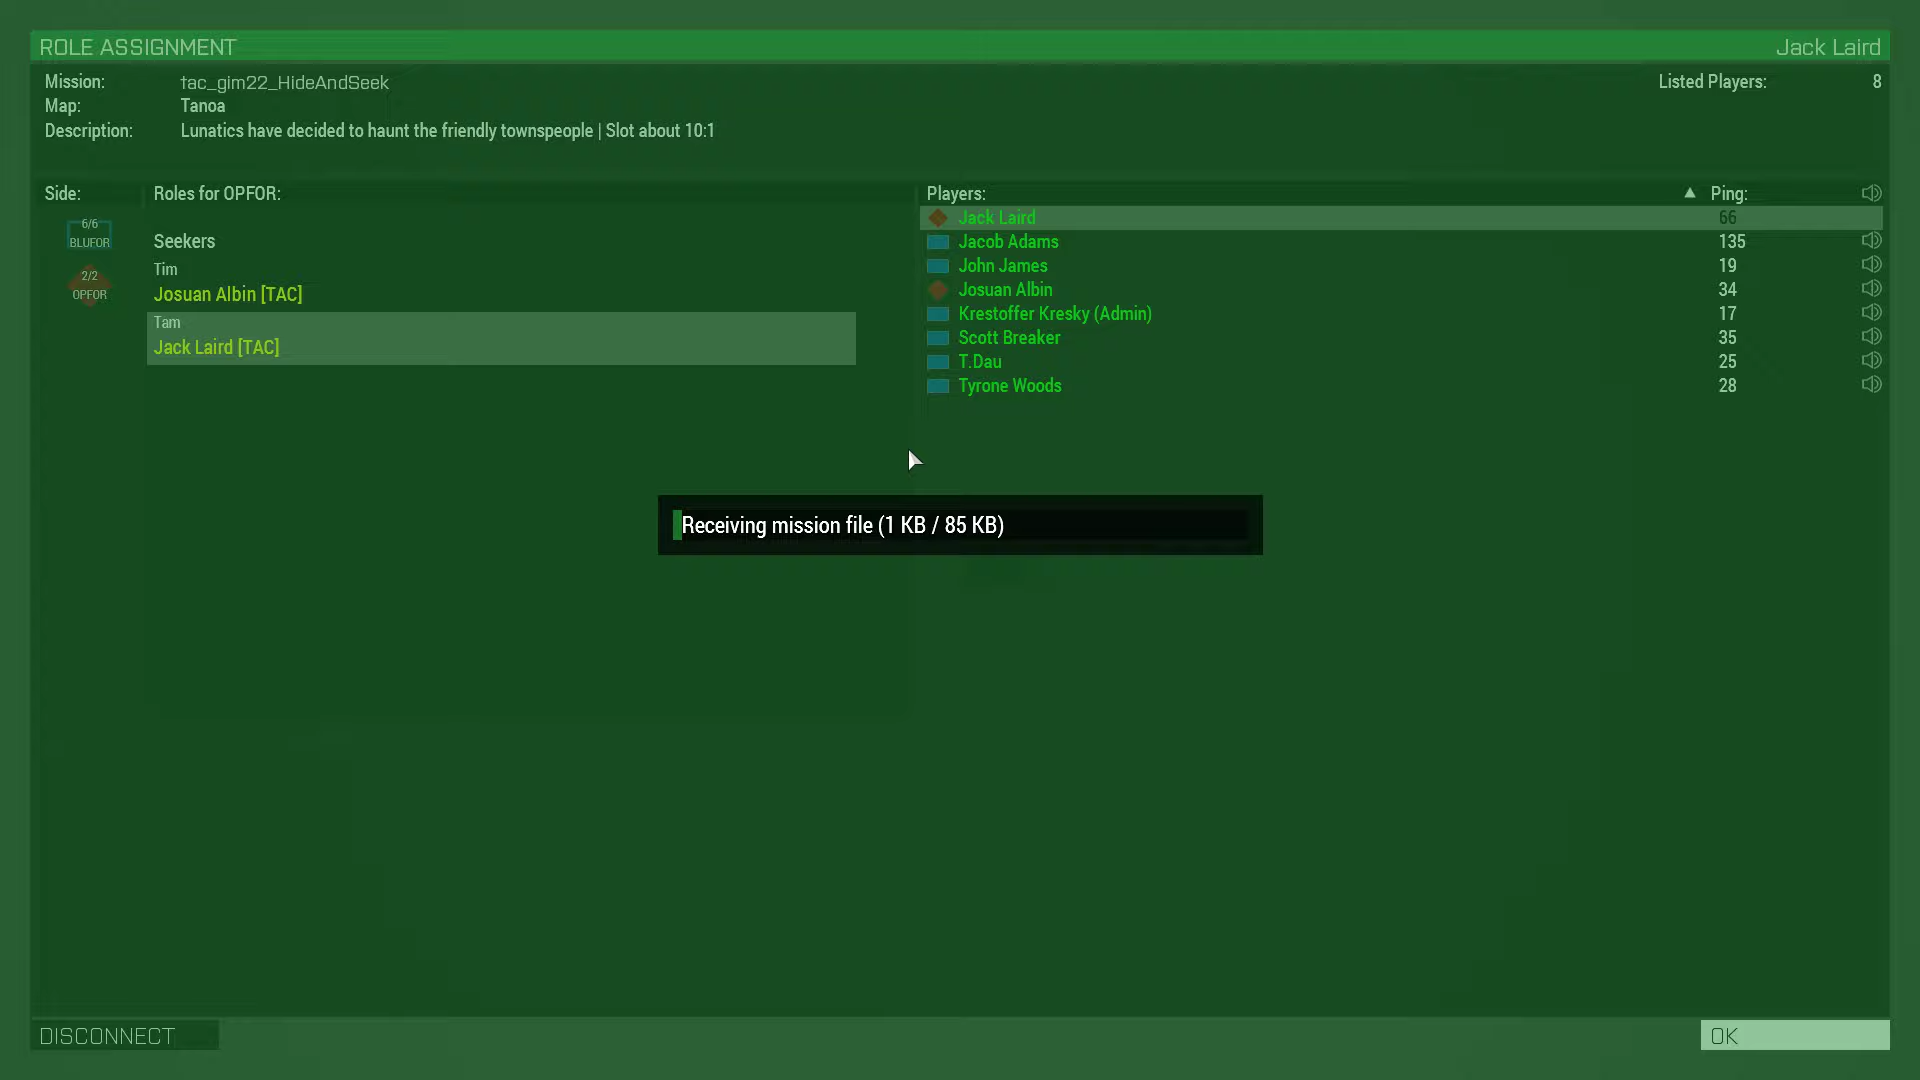 ROLE ASSIGNMENT Jack Laird
Mission: tac_gim22_HideAndSeek Listed Players: 8
Map: Tanoa
Description: Lunatics have decided to haunt the friendly townspeople | Slot about 10:1
Side: Roles for OPFOR: Players: Ping:
6/6
BLUFOR
2/2
OPFOR
Seekers
Tim
Josuan Albin [TAC]
Tam
Jack Laird [TAC]
Jack Laird 66
Jacob Adams 135
John James 19
Josuan Albin 34
Krestoffer Kresky (Admin) 17
Scott Breaker 35
T.Dau 25
Tyrone Woods 28
Receiving mission file (1 KB / 85 KB)
DISCONNECT OK